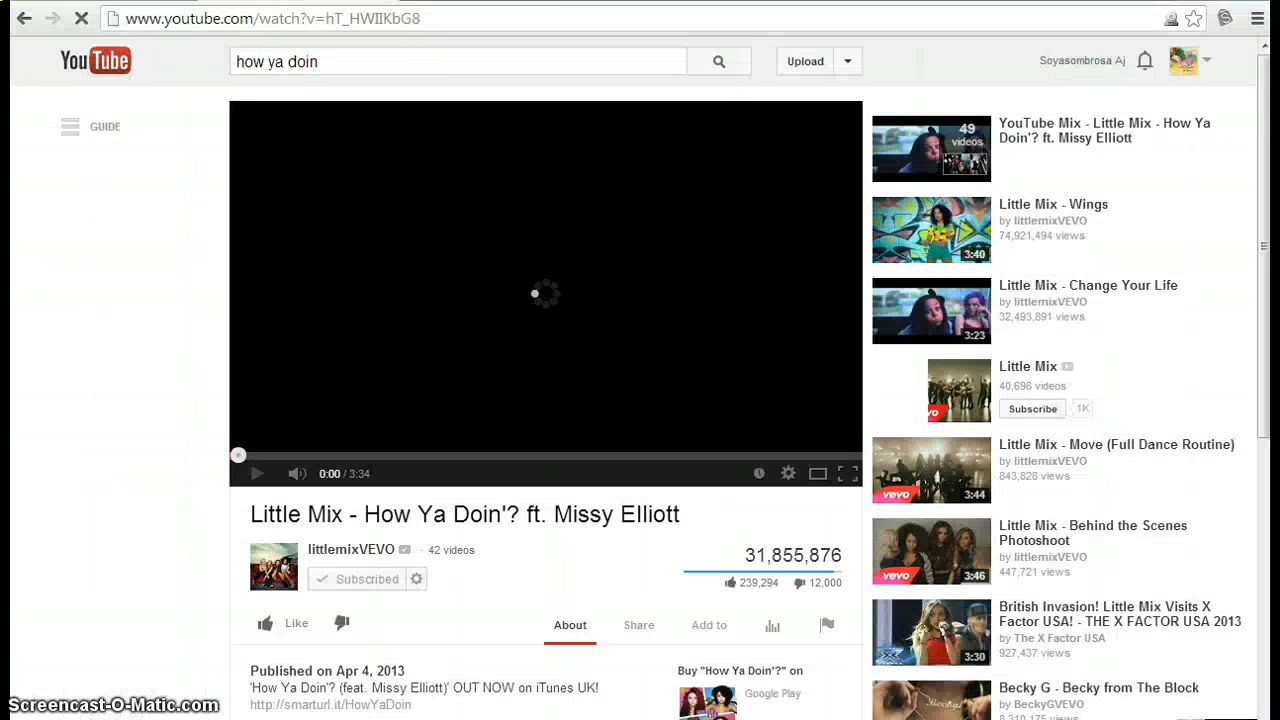 www.youtube.com/watch?v=hT_HWIIKbG8
YouTube
how ya doin
Upload
Soyasombrosa Aj
GUIDE
0:00 / 3:34
Little Mix - How Ya Doin'? ft. Missy Elliott
littlemixVEVO · 42 videos
Subscribed
31,855,876
239,294 12,000
Like
About Share Add to
Published on Apr 4, 2013
'How Ya Doin'? (feat. Missy Elliott)' OUT NOW on iTunes UK!
http://smarturl.it/HowYaDoin
Buy "How Ya Doin'?" on
Google Play
49
videos
YouTube Mix - Little Mix - How Ya
Doin'? ft. Missy Elliott
3:40
Little Mix - Wings
by littlemixVEVO
74,921,494 views
3:23
Little Mix - Change Your Life
by littlemixVEVO
32,493,891 views
vo
Little Mix
40,696 videos
Subscribe 1K
vevo 3:44
Little Mix - Move (Full Dance Routine)
by littlemixVEVO
843,828 views
vevo 3:46
Little Mix - Behind the Scenes
Photoshoot
by littlemixVEVO
447,721 views
3:30
British Invasion! Little Mix Visits X
Factor USA! - THE X FACTOR USA 2013
by The X Factor USA
927,437 views
Becky G - Becky from The Block
by BeckyGVEVO
8,310,175 views
Screencast-O-Matic.com